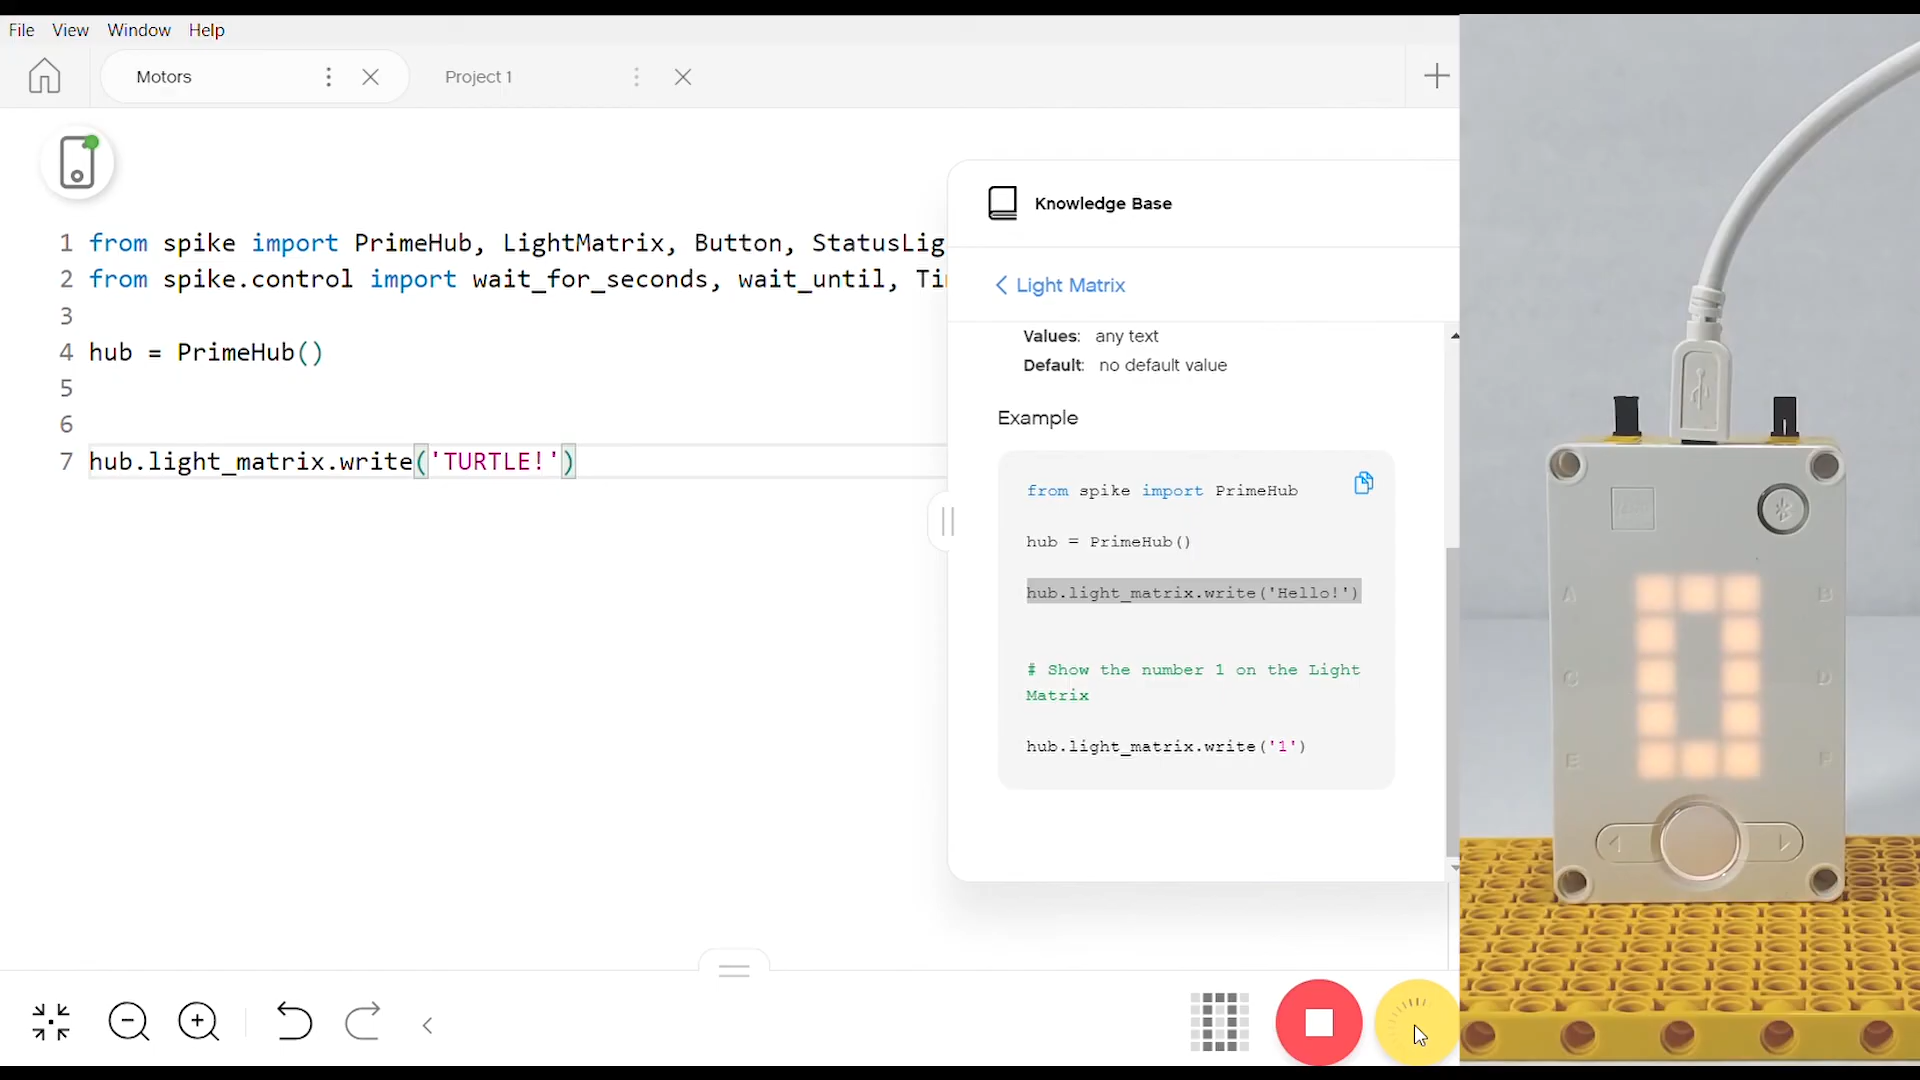 File View Window Help
Motors
Project 1
1 from spike import PrimeHub, LightMatrix, Button, StatusLig
2 from spike.control import wait_for_seconds, wait_until, Ti
3
4 hub = PrimeHub()
5
6
7 hub.light_matrix.write('TURTLE!')
Knowledge Base
Light Matrix
Values: any text
Default: no default value
Example
from spike import PrimeHub
hub = PrimeHub()
hub.light_matrix.write('Hello!')
# Show the number 1 on the Light
Matrix
hub.light_matrix.write('1')
A B
C D
E F
0